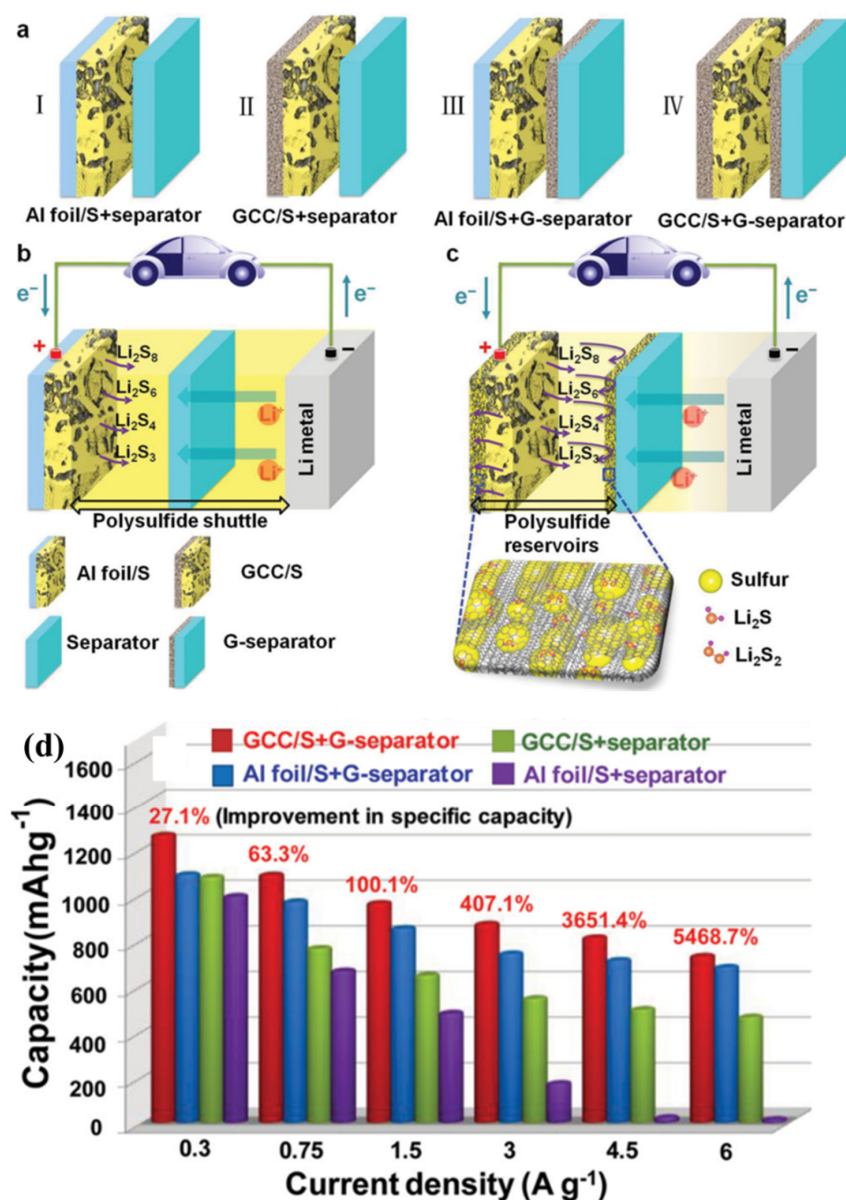 a
I
II
III
IV
Al foil/S+separator
GCC/S+separator
Al foil/S+G-separator
GCC/S+G-separator
b
e⁻
e⁻
+
−
Li₂S₈
Li₂S₆
Li₂S₄
Li₂S₃
Li⁺
Li⁺
Li metal
Polysulfide shuttle
Al foil/S
GCC/S
Separator
G-separator
c
e⁻
e⁻
+
−
Li₂S₈
Li₂S₆
Li₂S₄
Li₂S₃
Li⁺
Li⁺
Li metal
Polysulfide
reservoirs
Sulfur
Li₂S
Li₂S₂
(d)
GCC/S+G-separator
GCC/S+separator
Al foil/S+G-separator
Al foil/S+separator
27.1% (Improvement in specific capacity)
63.3%
100.1%
407.1%
3651.4%
5468.7%
Capacity(mAhg⁻¹)
1600
1400
1200
1000
800
600
400
200
0
0.3
0.75
1.5
3
4.5
6
Current density (A g⁻¹)